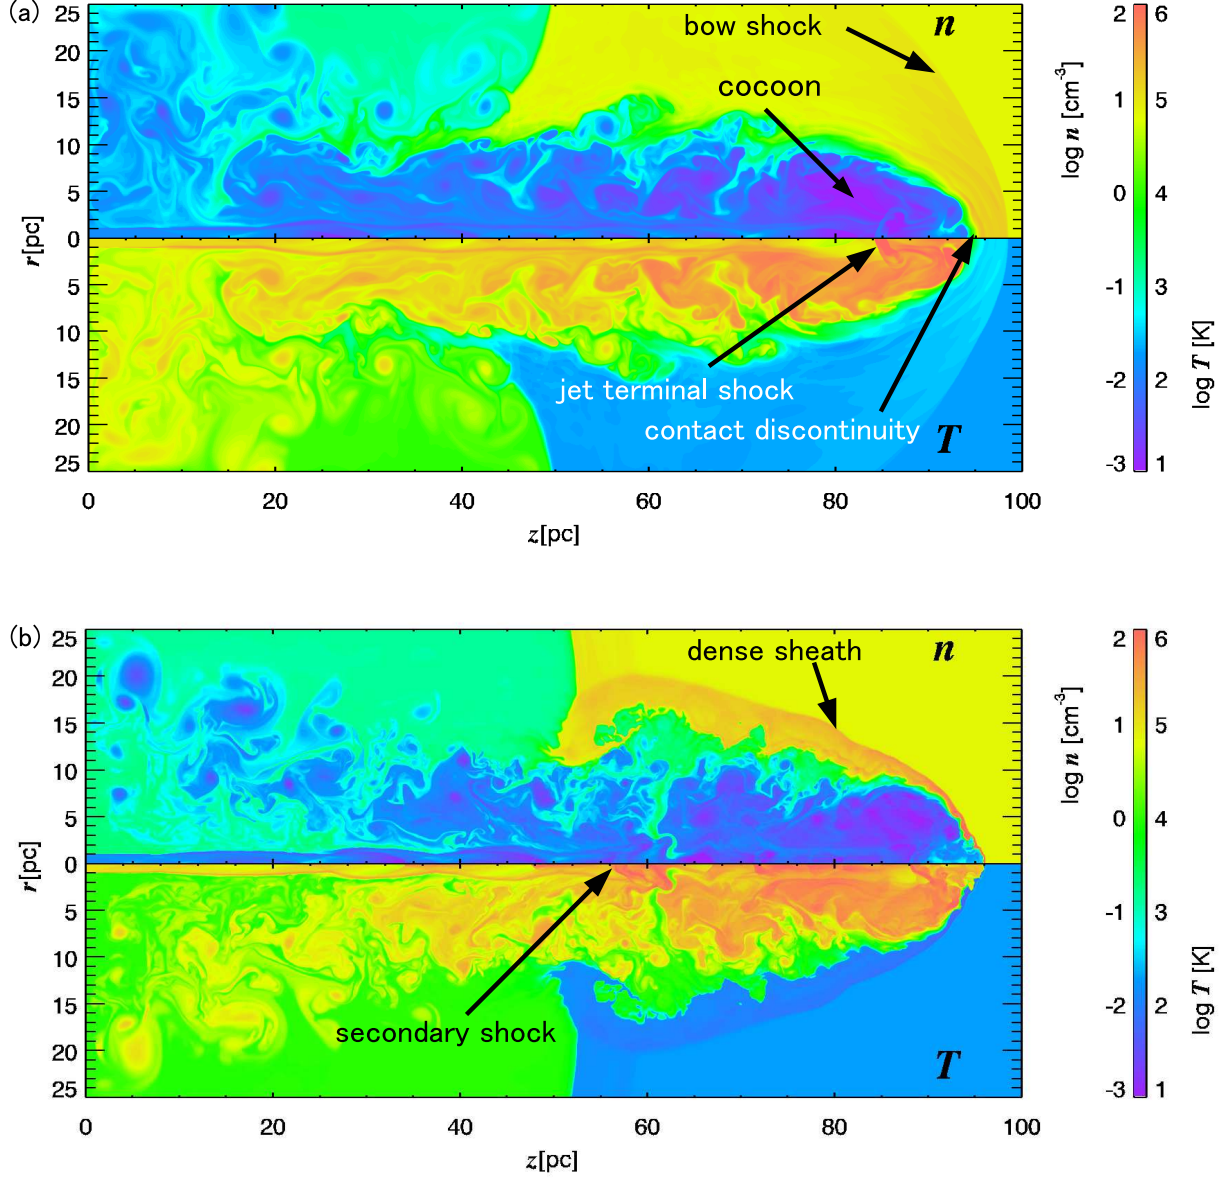 (a)
bow shock
n
cocoon
25
20
15
10
5
0
5
10
15
20
25
r[pc]
jet terminal shock
contact discontinuity
T
0 20 40 60 80 100
z[pc]
log n [cm-3]
2 6
1 5
0 4
-1 3
-2 2
-3 1
log T [K]
(b)
dense sheath
n
25
20
15
10
5
0
5
10
15
20
25
r[pc]
secondary shock
T
0 20 40 60 80 100
z[pc]
log n [cm-3]
2 6
1 5
0 4
-1 3
-2 2
-3 1
log T [K]